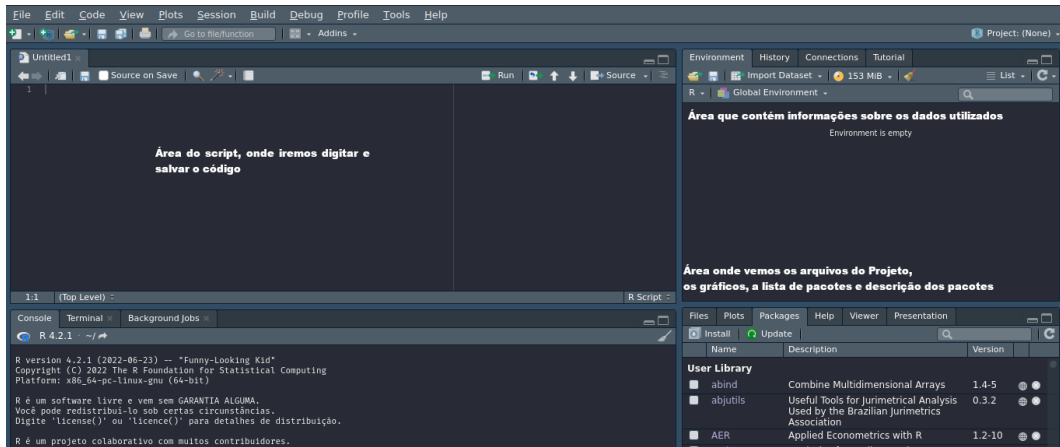 File Edit Code View Plots Session Build Debug Profile Tools Help
Go to file/function Addins Project: (None)
Untitled1
Source on Save Run Source
1
Área do script, onde iremos digitar e
salvar o código
1:1 (Top Level) R Script
Console Terminal Background Jobs
R 4.2.1 · ~/
R version 4.2.1 (2022-06-23) -- "Funny-Looking Kid"
Copyright (C) 2022 The R Foundation for Statistical Computing
Platform: x86_64-pc-linux-gnu (64-bit)
R é um software livre e vem sem GARANTIA ALGUMA.
Você pode redistribuí-lo sob certas circunstâncias.
Digite 'license()' ou 'licence()' para detalhes de distribuição.
R é um projeto colaborativo com muitos contribuidores.
Environment History Connections Tutorial
Import Dataset 153 MiB List
R Global Environment
Área que contém informações sobre os dados utilizados
Environment is empty
Área onde vemos os arquivos do Projeto,
os gráficos, a lista de pacotes e descrição dos pacotes
Files Plots Packages Help Viewer Presentation
Install Update
Name Description Version
User Library
abind Combine Multidimensional Arrays 1.4-5
abjutils Useful Tools for Jurimetrical Analysis 0.3.2
Used by the Brazilian Jurimetrics
Association
AER Applied Econometrics with R 1.2-10